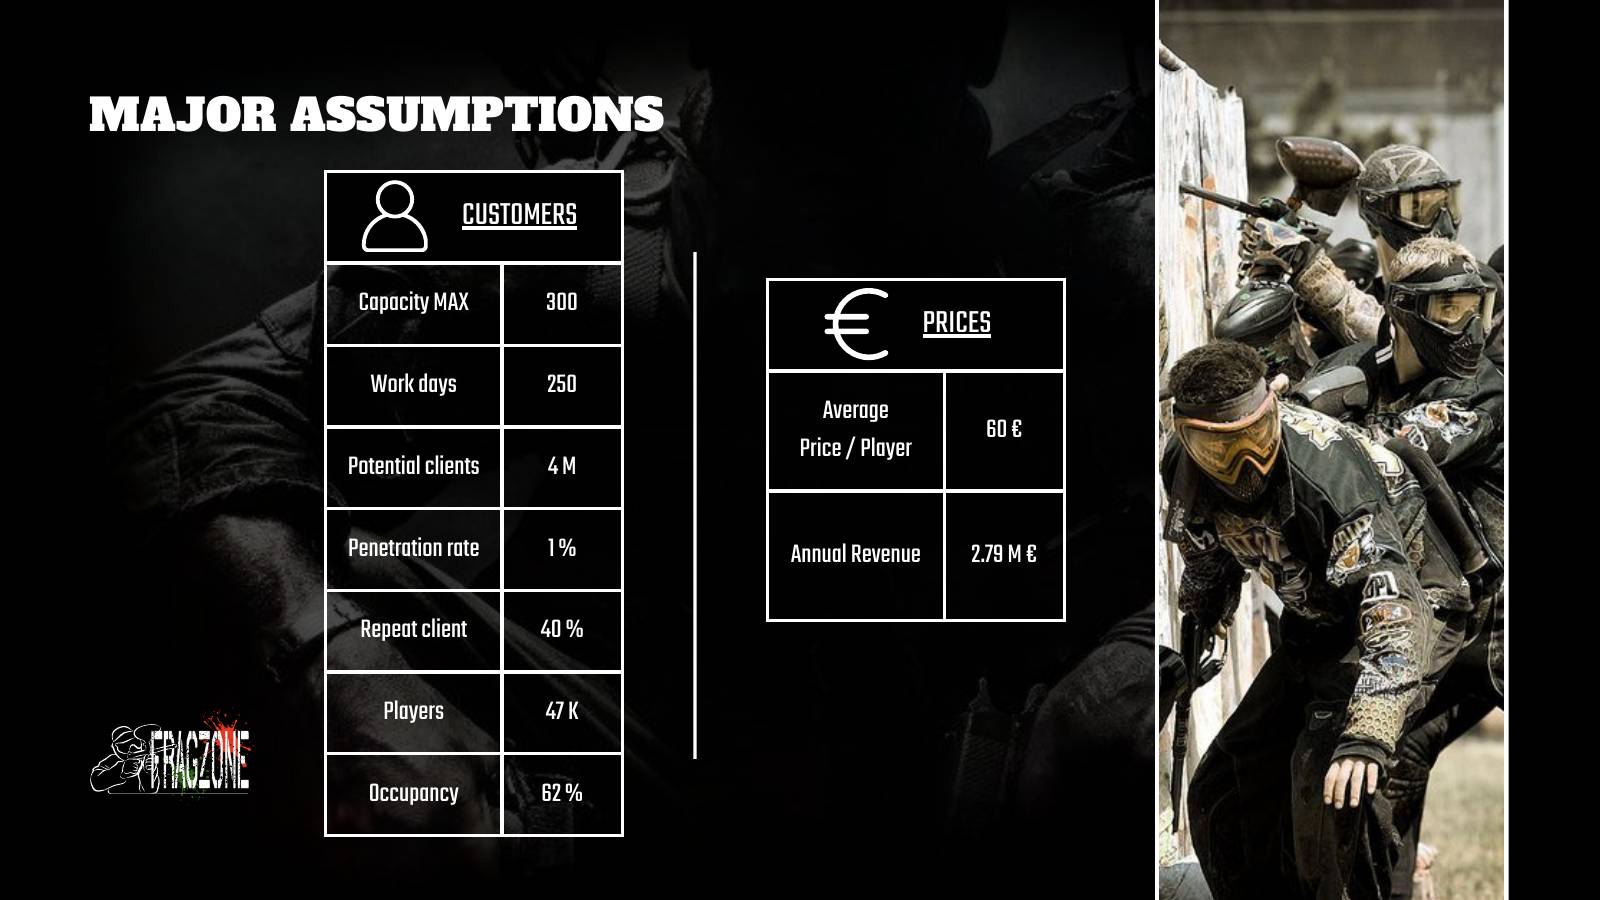 MAJOR ASSUMPTIONS
CUSTOMERS
Capacity MAX 300
Work days 250
Potential clients 4 M
Penetration rate 1 %
Repeat client 40 %
Players 47 K
Occupancy 62 %
PRICES
Average
Price / Player 60 €
Annual Revenue 2.79 M €
FRAGZONE